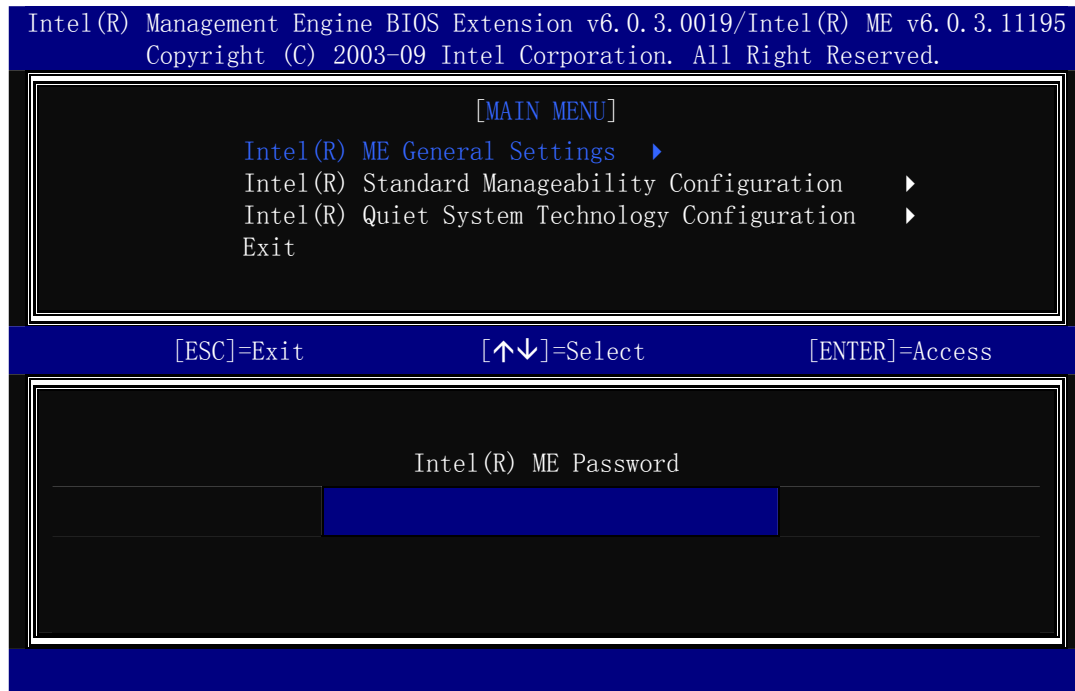 Intel(R) Management Engine BIOS Extension v6.0.3.0019/Intel(R) ME v6.0.3.11195
Copyright (C) 2003-09 Intel Corporation. All Right Reserved.
[MAIN MENU]
Intel(R) ME General Settings ▶
Intel(R) Standard Manageability Configuration ▶
Intel(R) Quiet System Technology Configuration ▶
Exit
[ESC]=Exit [↑↓]=Select [ENTER]=Access
Intel(R) ME Password